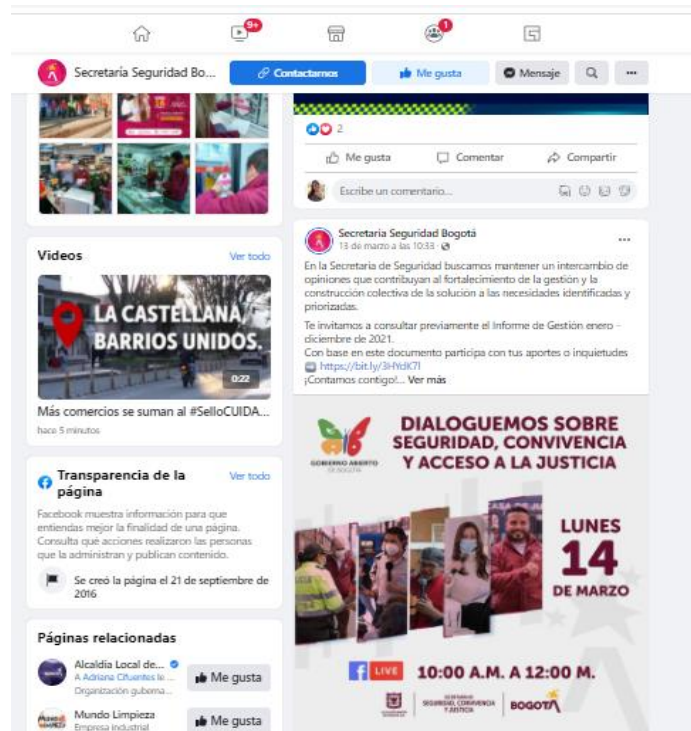 9+
1
Secretaría Seguridad Bo...
Contactarnos
Me gusta
Mensaje
Videos
Ver todo
LA CASTELLANA,
BARRIOS UNIDOS.
0:22
Más comercios se suman al #SelloCUIDA...
hace 5 minutos
Transparencia de la
página
Ver todo
Facebook muestra información para que
entiendas mejor la finalidad de una página.
Consulta qué acciones realizaron las personas
que la administran y publican contenido.
Se creó la página el 21 de septiembre de
2016
Páginas relacionadas
Alcaldía Local de...
A Adriana Cifuentes le ...
Organización guberna...
Me gusta
Mundo Limpieza
Empresa industrial
Me gusta
2
Me gusta
Comentar
Compartir
Escribe un comentario...
Secretaría Seguridad Bogotá
13 de marzo a las 10:33
En la Secretaría de Seguridad buscamos mantener un intercambio de
opiniones que contribuyan al fortalecimiento de la gestión y la
construcción colectiva de la solución a las necesidades identificadas y
priorizadas.
Te invitamos a consultar previamente el Informe de Gestión enero -
diciembre de 2021.
Con base en este documento participa con tus aportes o inquietudes
https://bit.ly/3HYdK7l
¡Contamos contigo!... Ver más
GOBIERNO ABIERTO
DE BOGOTÁ
DIALOGUEMOS SOBRE
SEGURIDAD, CONVIVENCIA
Y ACCESO A LA JUSTICIA
LUNES
14
DE MARZO
f LIVE
10:00 A.M. A 12:00 M.
SECRETARÍA DE
SEGURIDAD, CONVIVENCIA
Y JUSTICIA
BOGOTÁ